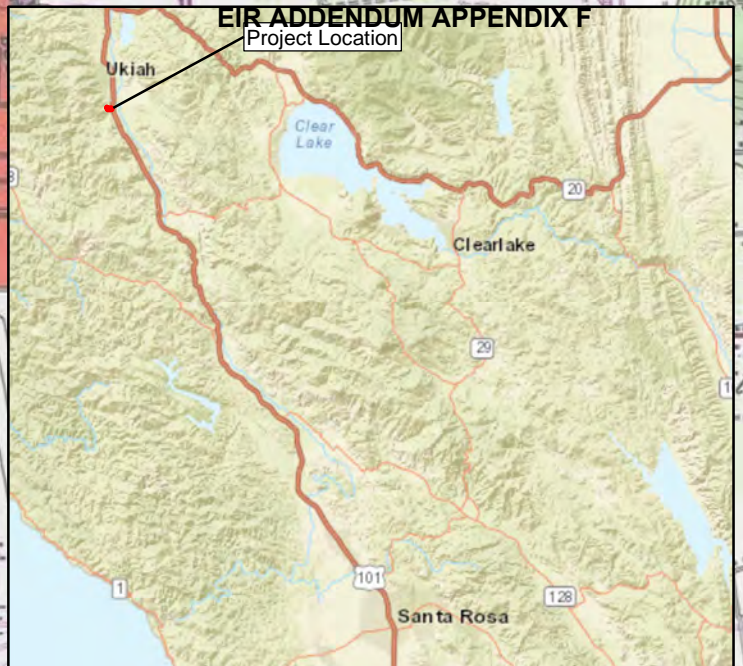 EIR ADDENDUM APPENDIX F
Project Location
Ukiah
Clear
Lake
20
Clearlake
29
1
101
128
Santa Rosa